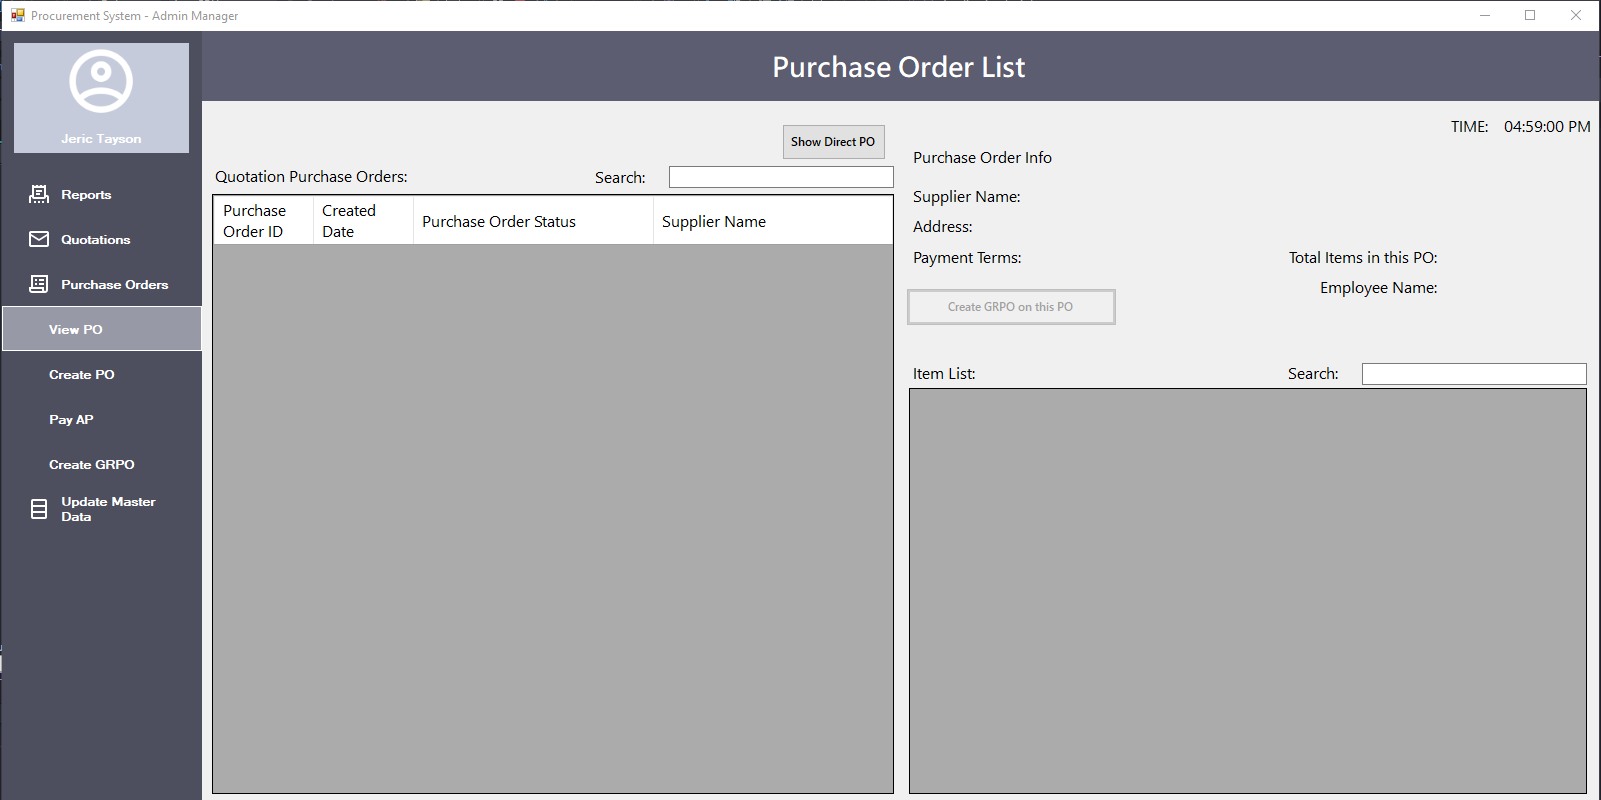 Procurement System - Admin Manager
Jeric Tayson
Reports
Quotations
Purchase Orders
View PO
Create PO
Pay AP
Create GRPO
Update Master
Data
Purchase Order List
TIME: 04:59:00 PM
Show Direct PO
Quotation Purchase Orders:
Search:
Purchase
Order ID
Created
Date
Purchase Order Status
Supplier Name
Purchase Order Info
Supplier Name:
Address:
Payment Terms:
Total Items in this PO:
Employee Name:
Create GRPO on this PO
Item List:
Search: